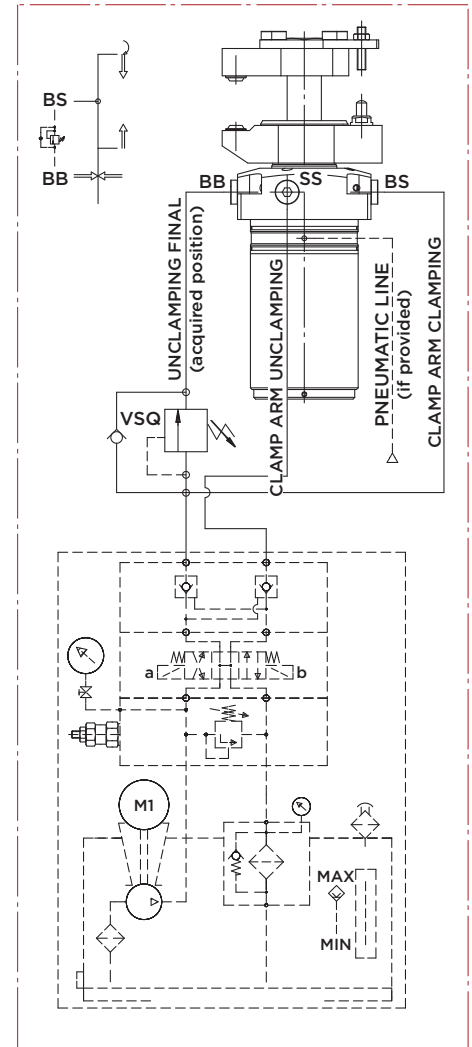 BS
BB
BB
SS
BS
UNCLAMPING FINAL
(acquired position)
CLAMP ARM UNCLAMPING
PNEUMATIC LINE
(if provided)
CLAMP ARM CLAMPING
VSQ
a
b
M1
MAX
MIN